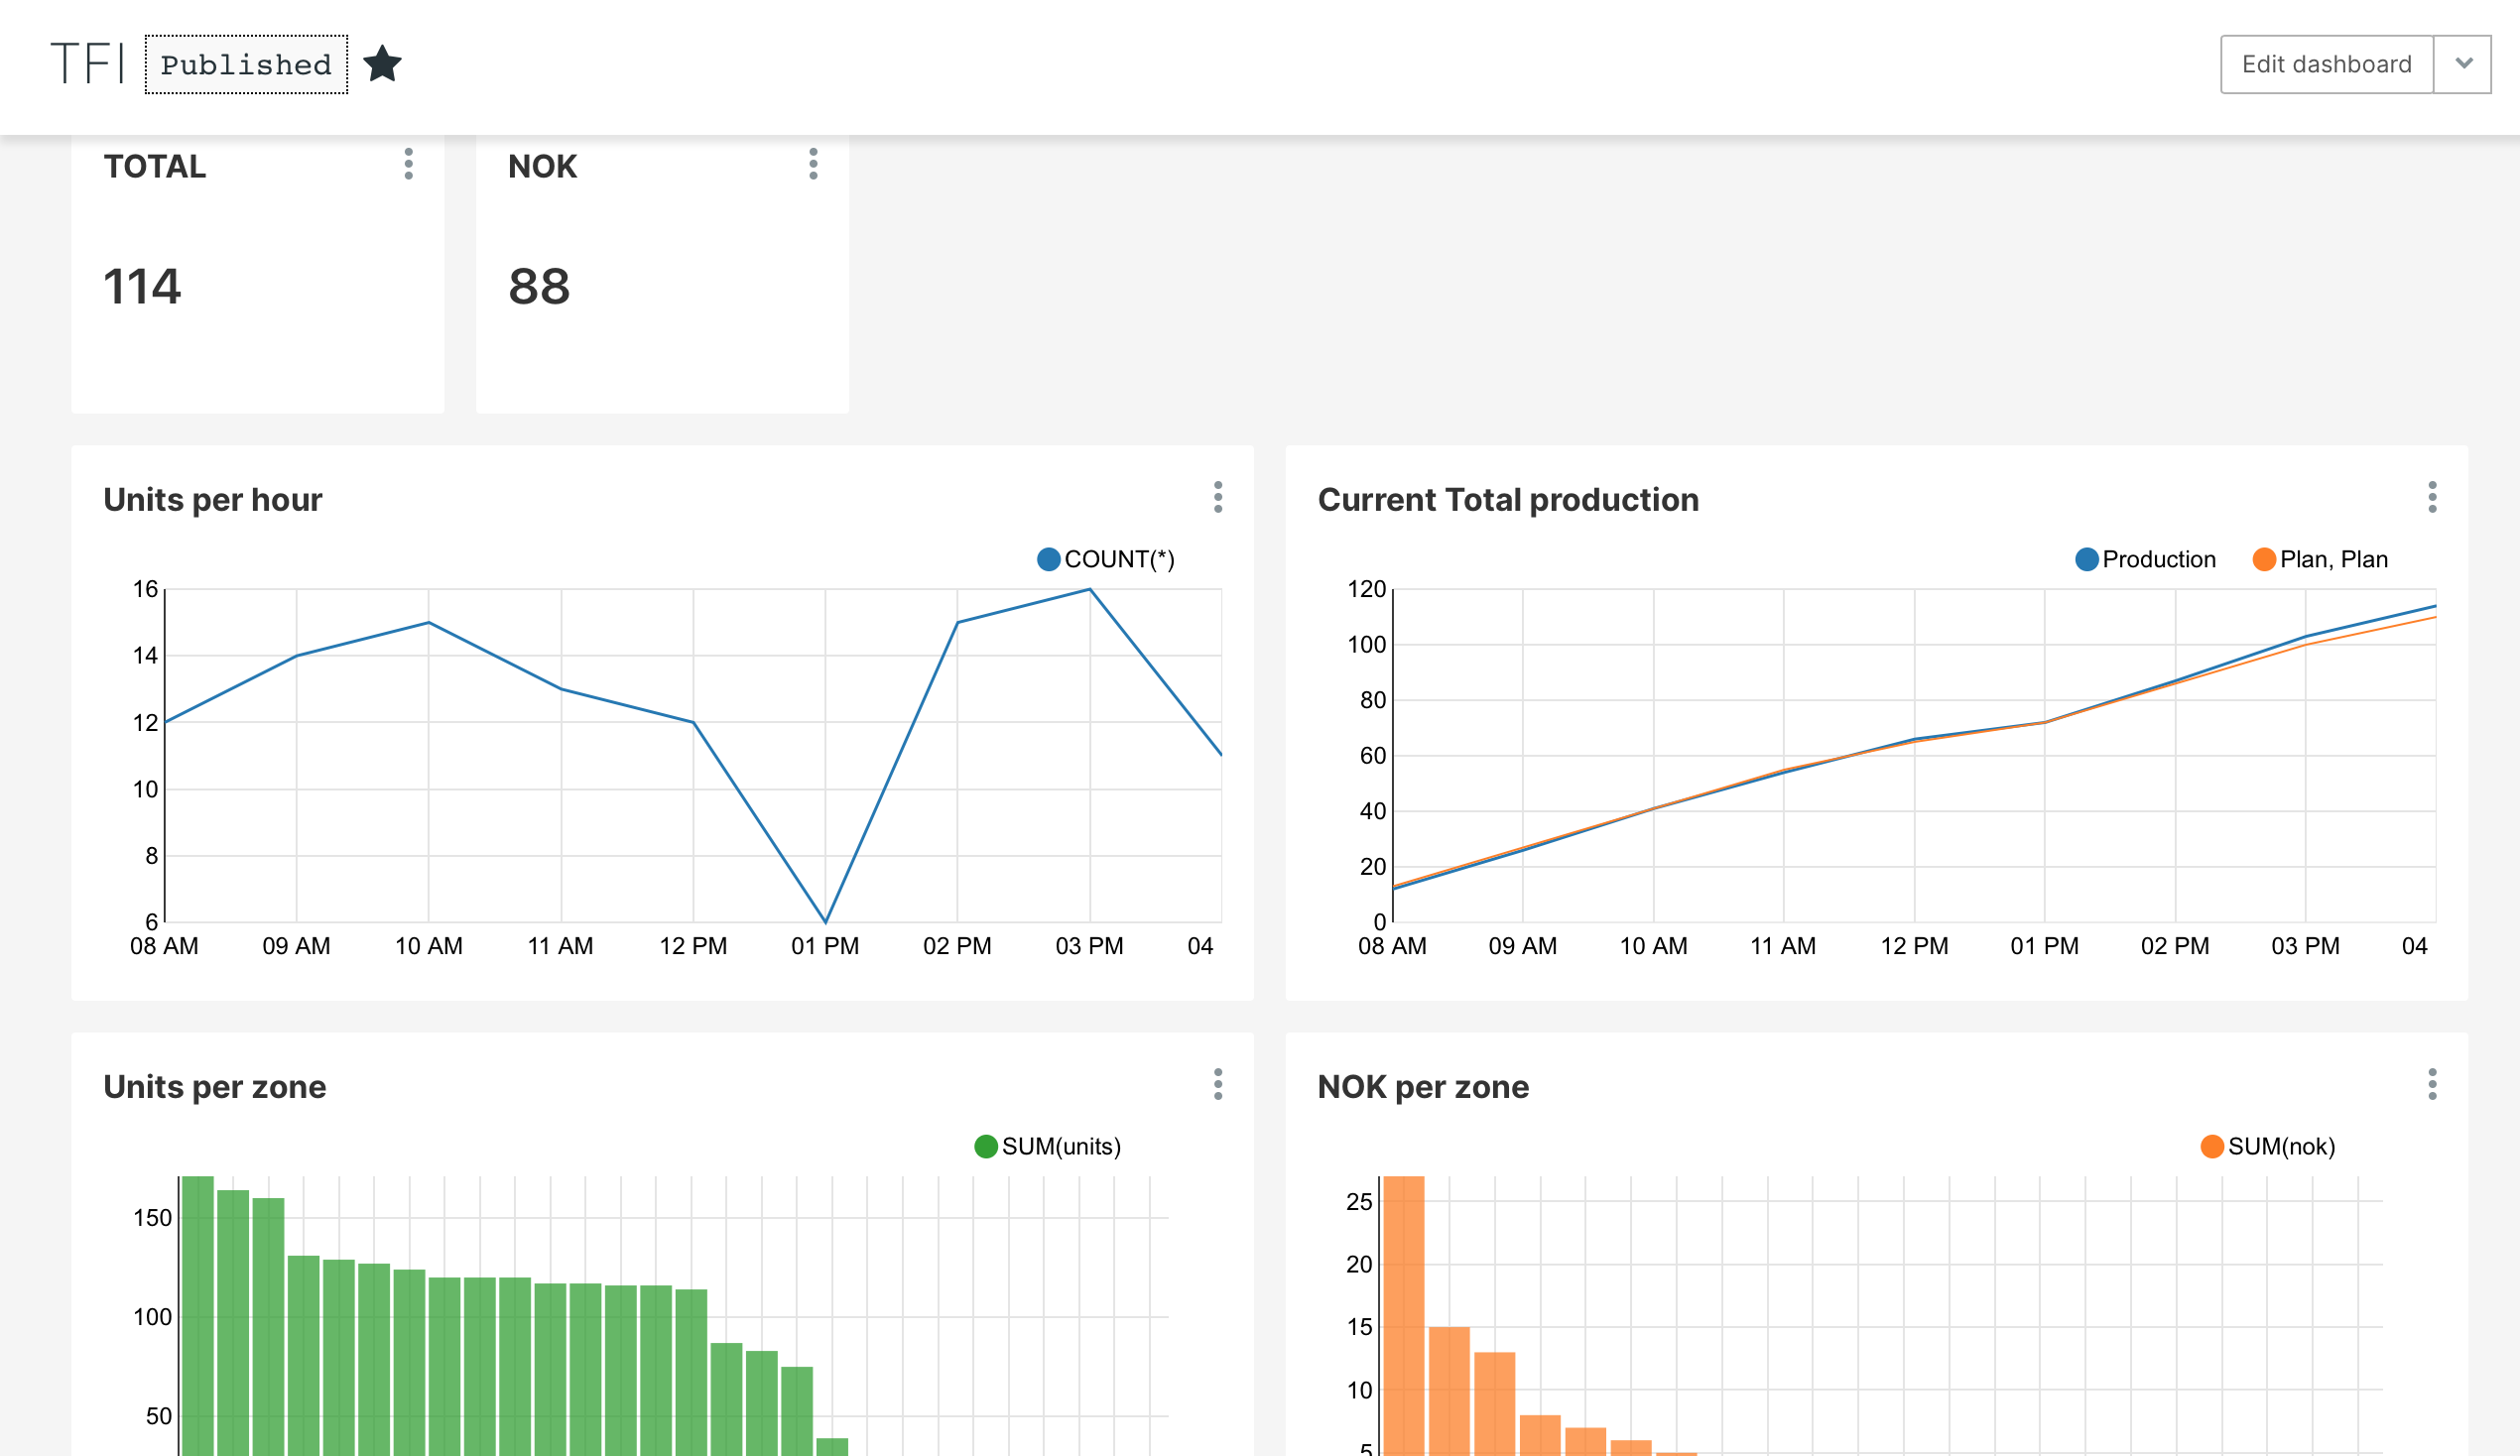 TFI Published Edit dashboard
TOTAL
114
NOK
88
Units per hour
COUNT(*)
16
14
12
10
8
6
08 AM 09 AM 10 AM 11 AM 12 PM 01 PM 02 PM 03 PM 04
Current Total production
Production Plan, Plan
120
100
80
60
40
20
0
08 AM 09 AM 10 AM 11 AM 12 PM 01 PM 02 PM 03 PM 04
Units per zone
SUM(units)
150
100
50
NOK per zone
SUM(nok)
25
20
15
10
5